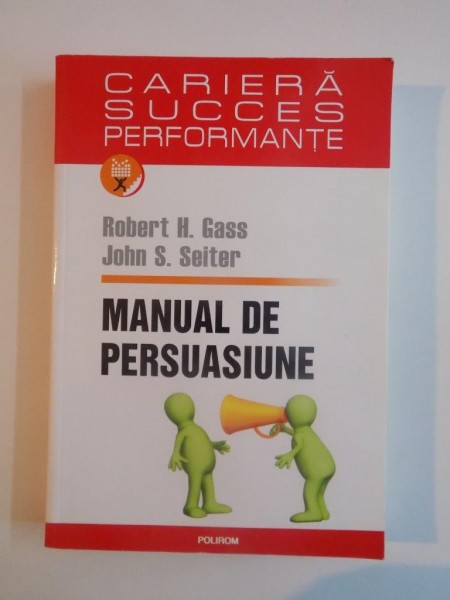 CARIERĂ
SUCCES
PERFORMANȚE
Robert H. Gass
John S. Seiter
MANUAL DE
PERSUASIUNE
POLIROM